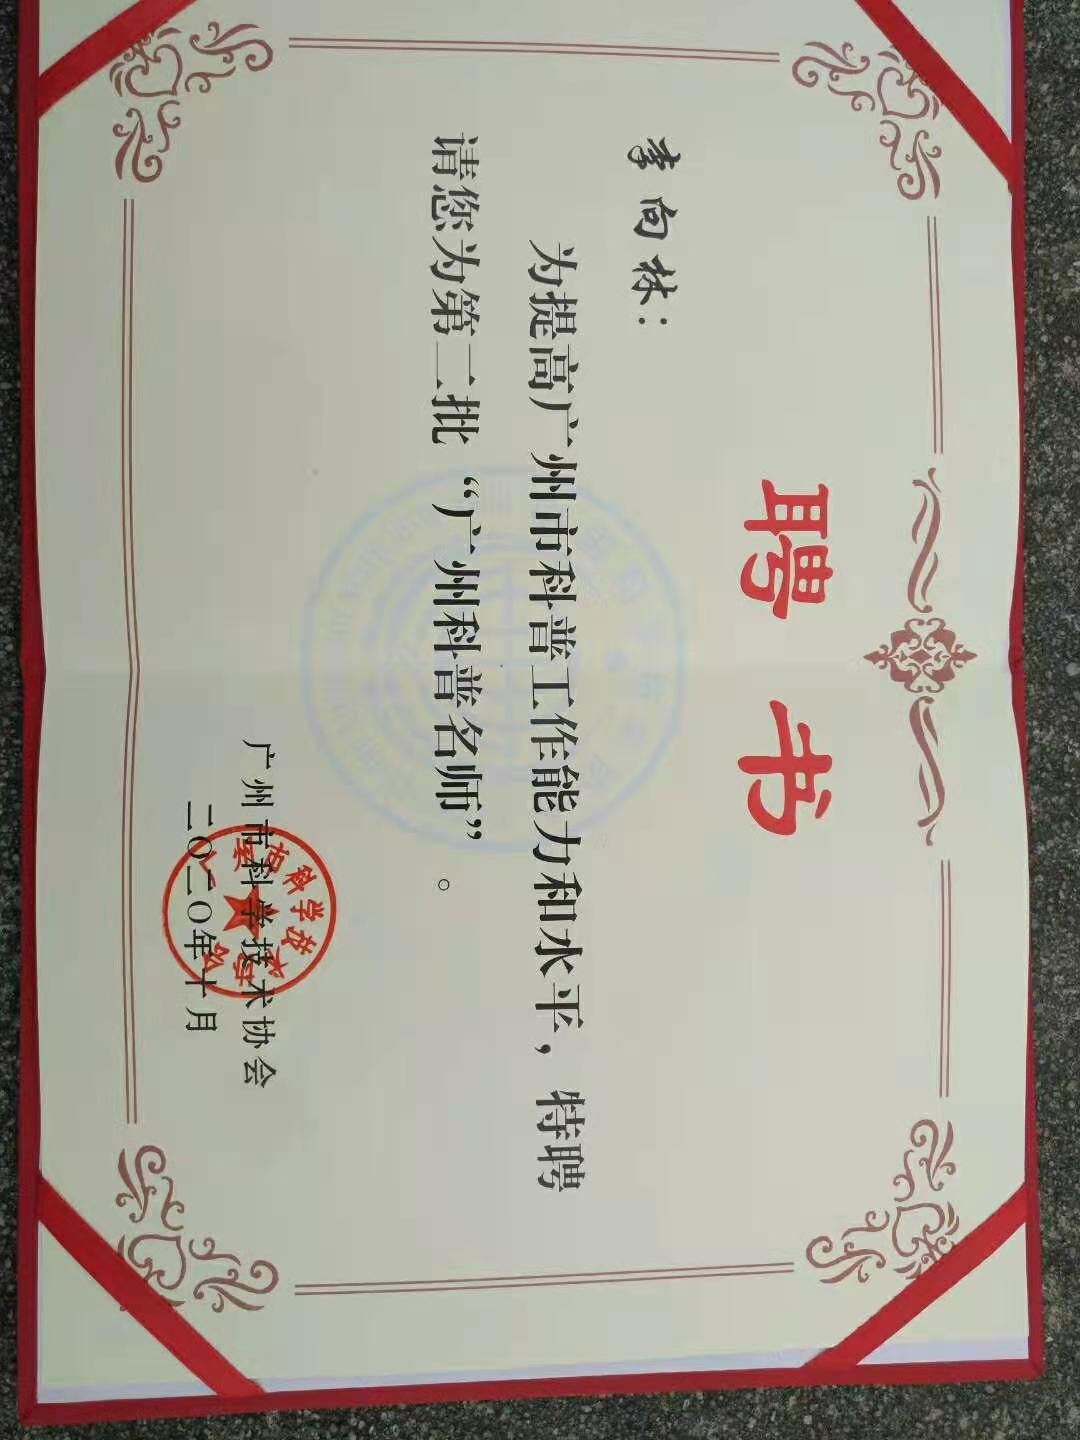 聘书
李向林：
为提高广州市科普工作能力和水平，特聘
请您为第二批“广州科普名师”。
广州市科学技术协会
二〇二〇年十月